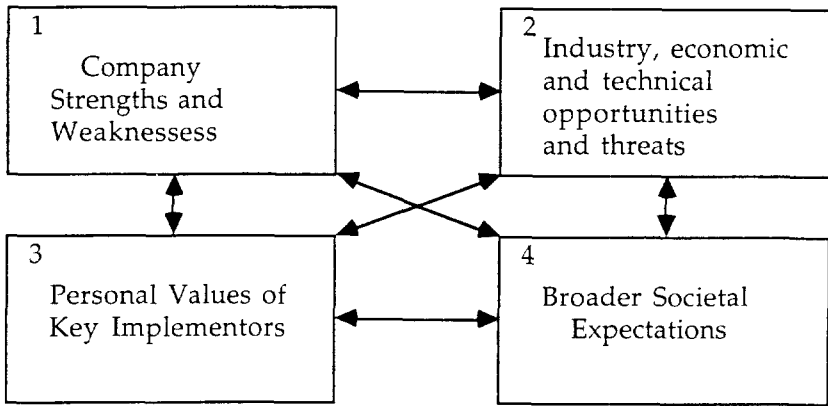 1
Company
Strengths and
Weaknessess
2
Industry, economic
and technical
opportunities
and threats
3
Personal Values of
Key Implementors
4
Broader Societal
Expectations